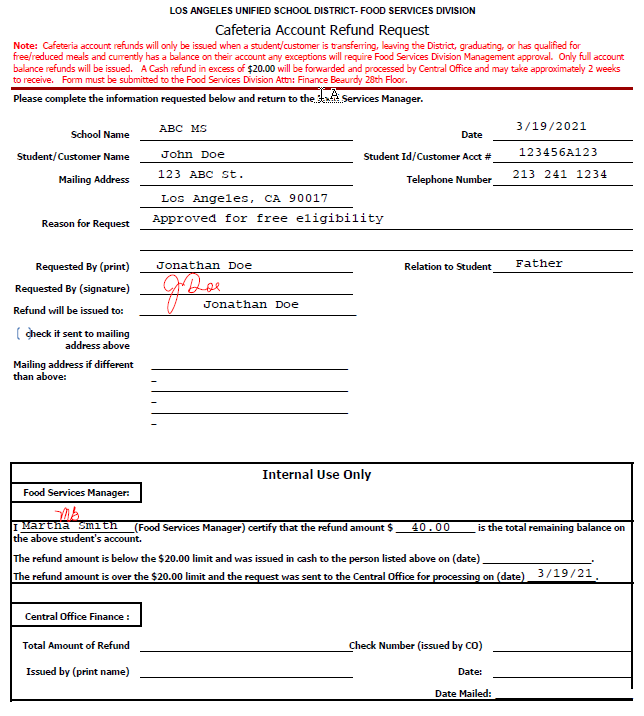 LOS ANGELES UNIFIED SCHOOL DISTRICT- FOOD SERVICES DIVISION
Cafeteria Account Refund Request
Note: Cafeteria account refunds will only be issued when a student/customer is transferring, leaving the District, graduating, or has qualified for
free/reduced meals and currently has a balance on their account any exceptions will require Food Services Division Management approval. Only full account
balance refunds will be issued. A Cash refund in excess of $20.00 will be forwarded and processed by Central Office and may take approximately 2 weeks
to receive. Form must be submitted to the Food Services Division Attn: Finance Beaurdy 28th Floor.
Please complete the information requested below and return to the Services Manager.
School Name ABC MS Date 3/19/2021
Student/Customer Name John Doe Student Id/Customer Acct # 123456A123
Mailing Address 123 ABC St. Telephone Number 213 241 1234
Los Angeles, CA 90017
Reason for Request Approved for free eligibility
Requested By (print) Jonathan Doe Relation to Student Father
Requested By (signature) J Doe
Refund will be issued to: Jonathan Doe
( ) check if sent to mailing
address above
Mailing address if different
than above:
Internal Use Only
Food Services Manager:
MS
I Martha Smith (Food Services Manager) certify that the refund amount $ 40.00 is the total remaining balance on
the above student's account.
The refund amount is below the $20.00 limit and was issued in cash to the person listed above on (date) .
The refund amount is over the $20.00 limit and the request was sent to the Central Office for processing on (date) 3/19/21 .
Central Office Finance :
Total Amount of Refund Check Number (issued by CO)
Issued by (print name) Date:
Date Mailed: